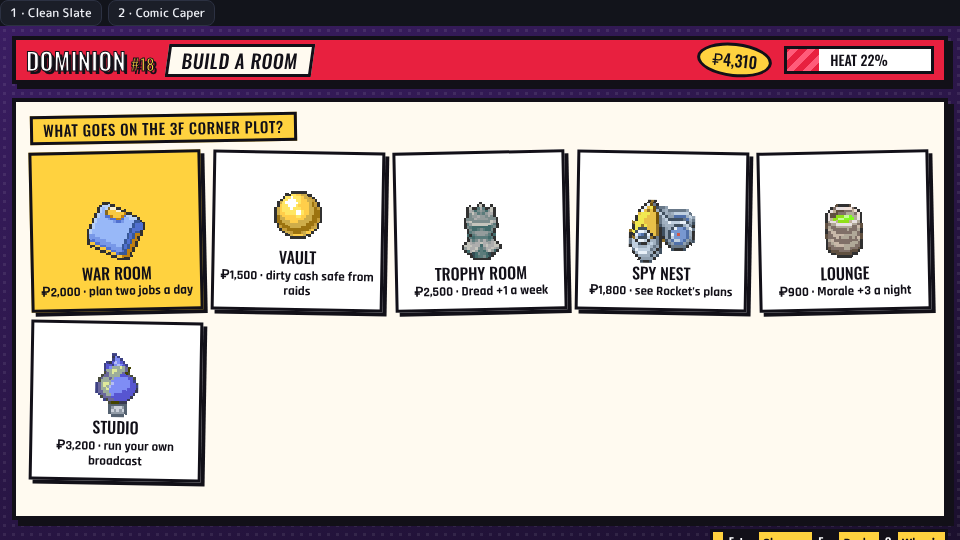 1 · Clean Slate
2 · Comic Caper
DOMINION #18
BUILD A ROOM
₽4,310
HEAT 22%
WHAT GOES ON THE 3F CORNER PLOT?
WAR ROOM
₽2,000 · plan two jobs a day
VAULT
₽1,500 · dirty cash safe from
raids
TROPHY ROOM
₽2,500 · Dread +1 a week
SPY NEST
₽1,800 · see Rocket's plans
LOUNGE
₽900 · Morale +3 a night
STUDIO
₽3,200 · run your own
broadcast